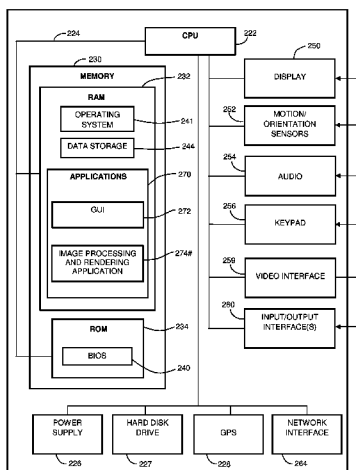 224
CPU
222
230
MEMORY
232
RAM
OPERATING
SYSTEM
241
DATA STORAGE
244
APPLICATIONS
270
GUI
272
IMAGE PROCESSING
AND RENDERING
APPLICATION
274#
ROM
234
BIOS
240
250
DISPLAY
252
MOTION/
ORIENTATION
SENSORS
254
AUDIO
256
KEYPAD
259
VIDEO INTERFACE
280
INPUT/OUTPUT
INTERFACE(S)
POWER
SUPPLY
HARD DISK
DRIVE
GPS
NETWORK
INTERFACE
226
227
228
264